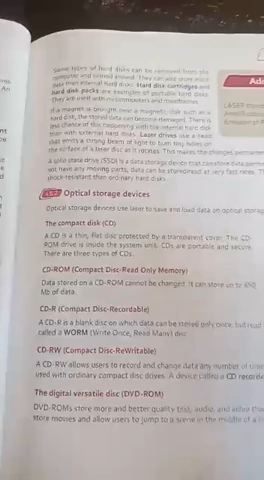 Some types of hard disks can be removed from the
computer and carried around. They can also store more
data than internal hard disks. Hard disk cartridges and
Hard disk packs are examples of portable hard disks.
They are used with minicomputers and mainframes.
If a magnet is brought near a magnetic disk such as a
hard disk, the stored data can become damaged. There is
less chance of this happening with the internal hard disk
than with external hard disks. Laser drives use a head
that emits a strong beam of light to burn tiny holes on
the surface of a laser disc as it rotates. This makes the changes permanent
A solid state drive (SSD) is a data storage device that can store data
not have any moving parts, data can be stored/read at very fast rates.
shock-resistant than ordinary hard disks.
Optical storage devices
Optical storage devices use laser to save and load data on optical storage
The compact disk (CD)
A CD is a thin, flat disc protected by a transparent cover. The CD-
ROM drive is inside the system unit. CDs are portable and secure.
There are three types of CDs.
CD-ROM (Compact Disc-Read Only Memory)
Data stored on a CD-ROM cannot be changed. It can store up to 650
Mb of data.
CD-R (Compact Disc-Recordable)
A CD-R is a blank disc on which data can be stored only once, but read
called a WORM (Write Once, Read Many) disc.
CD-RW (Compact Disc-ReWritable)
A CD-RW allows users to record and change data any number of
used with ordinary compact disc drives. A device called a CD
The digital versatile disc (DVD-ROM)
DVD-ROMs store more and better quality text, audio, and video
store movies and allow users to jump to a scene in the middle of a
Add
LASER
An
nt